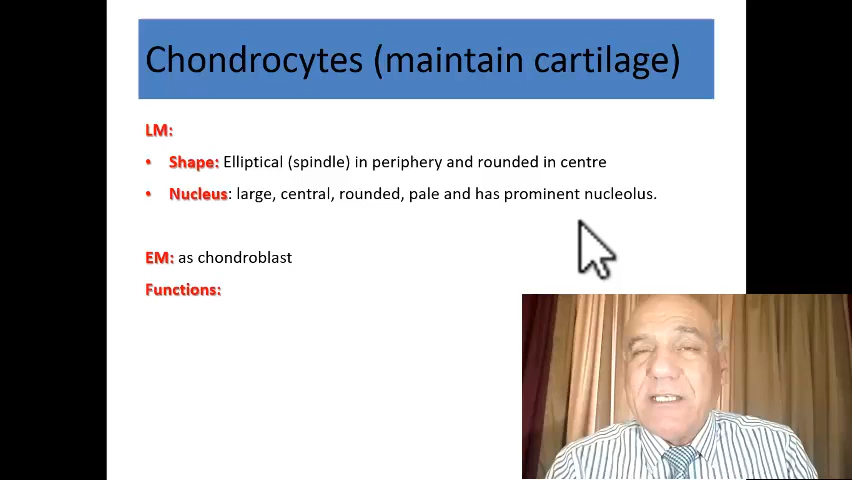 Chondrocytes (maintain cartilage)
LM:
• Shape: Elliptical (spindle) in periphery and rounded in centre
• Nucleus: large, central, rounded, pale and has prominent nucleolus.
EM: as chondroblast
Functions: